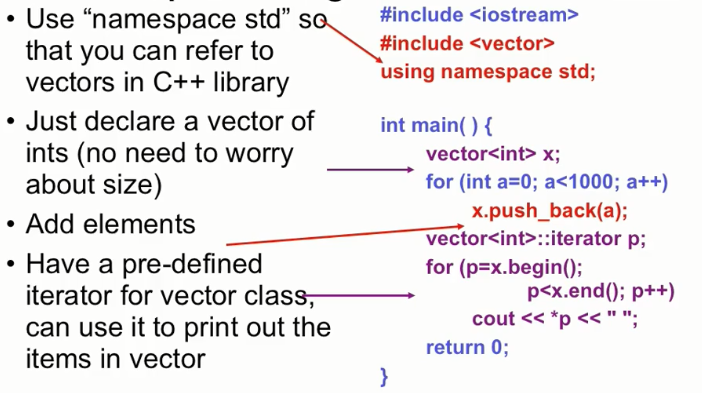 • Use “namespace std” so
that you can refer to
vectors in C++ library
• Just declare a vector of
ints (no need to worry
about size)
• Add elements
• Have a pre-defined
iterator for vector class,
can use it to print out the
items in vector
#include <iostream>
#include <vector>
using namespace std;
int main( ) {
vector<int> x;
for (int a=0; a<1000; a++)
x.push_back(a);
vector<int>::iterator p;
for (p=x.begin();
p<x.end(); p++)
cout << *p << " ";
return 0;
}